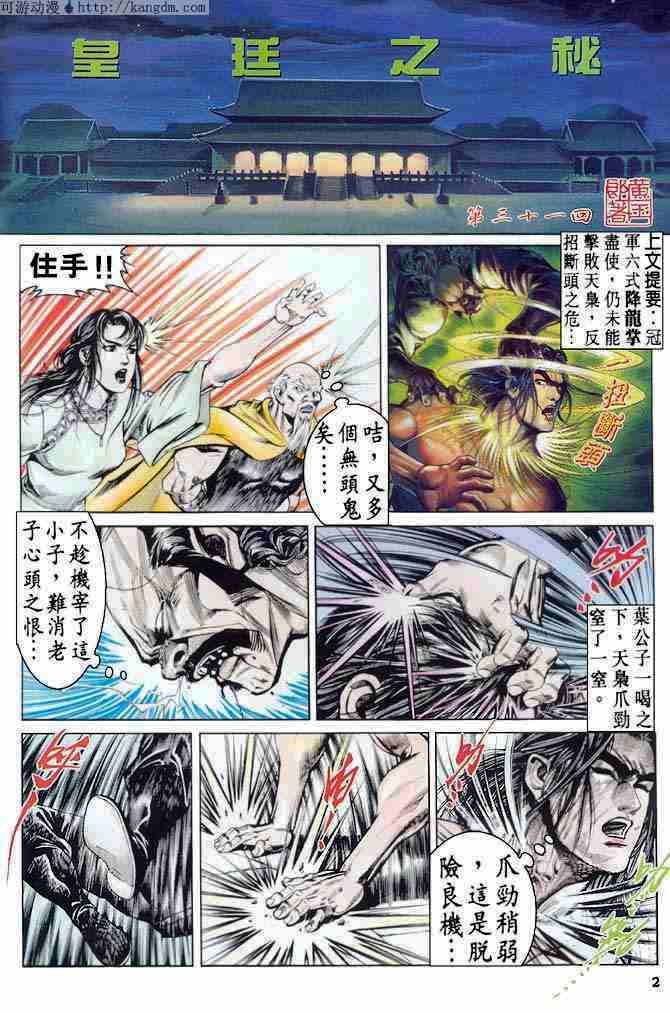 可游动漫◆http://kangdm.com/
皇廷之秘
第三十一回
黃玉郎著
上文提要：冠
軍六式降龍掌
盡使，仍未能
擊敗天梟，反
招斷頭之危…
一扭斷頭
住手!!
咭，又多
個無頭鬼
矣……
葉公子一喝之
下，天梟爪勁
窒了一窒。
不趁機宰了這
小子，難消老
子心頭之恨…
爪勁稍弱
，這是脫
險良機…
2